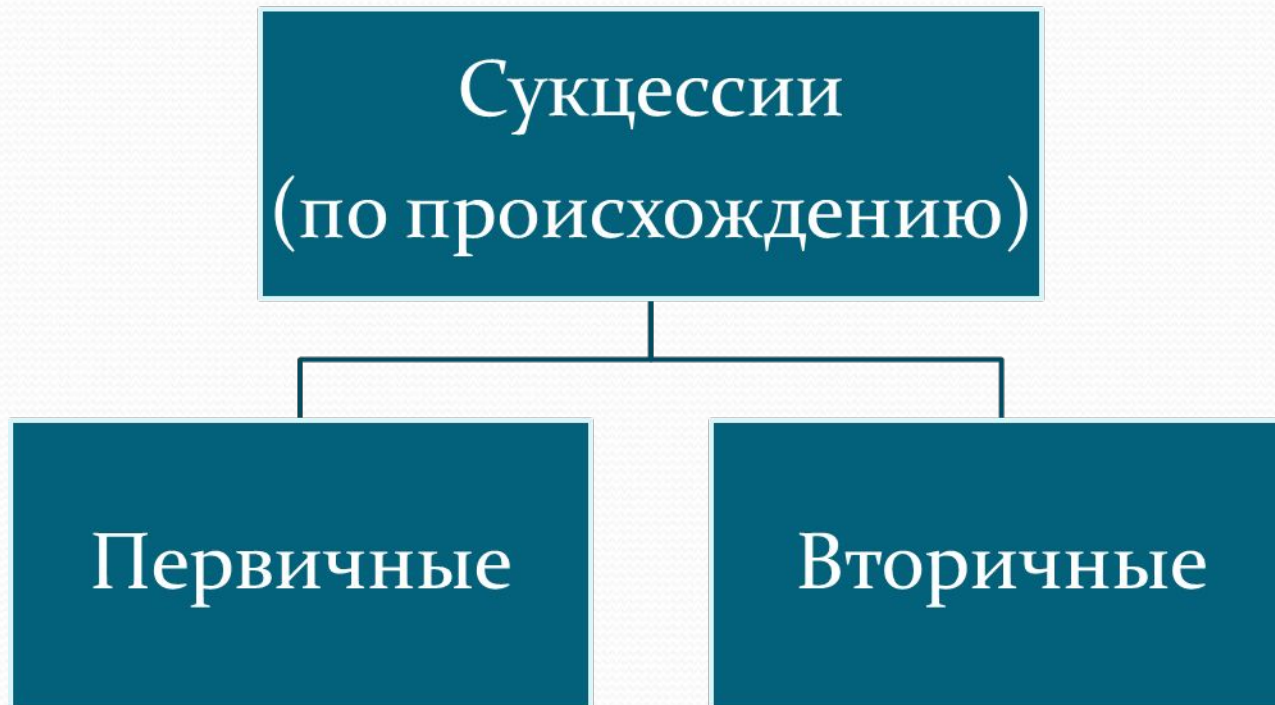 Сукцессии
(по происхождению)
Первичные
Вторичные